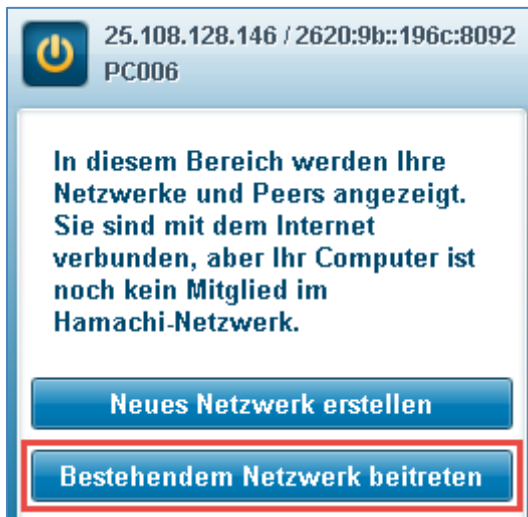 25.108.128.146 / 2620:9b::196c:8092
PC006
In diesem Bereich werden Ihre
Netzwerke und Peers angezeigt.
Sie sind mit dem Internet
verbunden, aber Ihr Computer ist
noch kein Mitglied im
Hamachi-Netzwerk.
Neues Netzwerk erstellen
Bestehendem Netzwerk beitreten